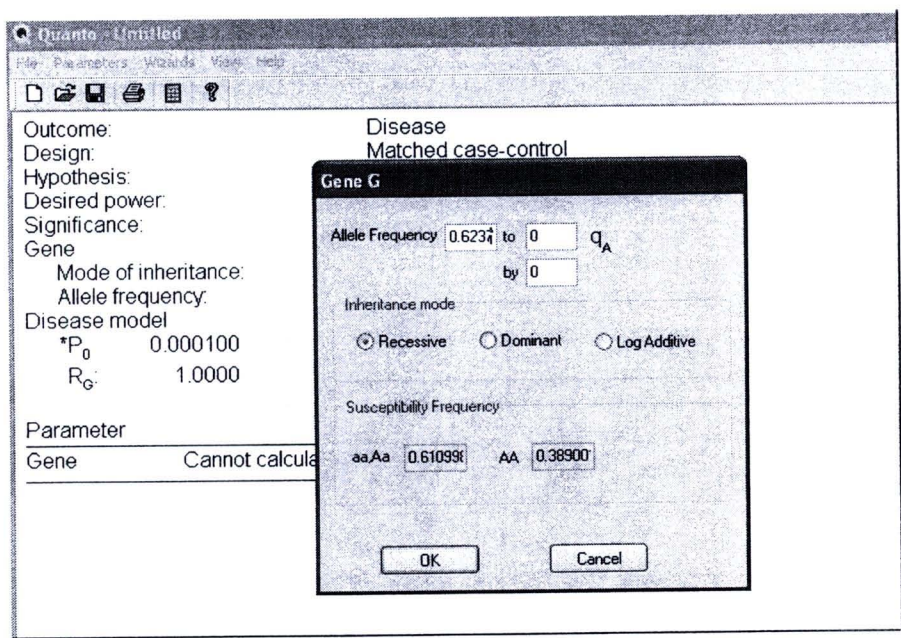 Quanto - Untitled
File Parameters Wizards View Help
Outcome: Disease
Design: Matched case-control
Hypothesis:
Desired power:
Significance:
Gene
Mode of inheritance:
Allele frequency:
Disease model
*P0 0.000100
RG: 1.0000
Parameter
Gene Cannot calcula
Gene G
Allele Frequency to 0 qA
by 0
Inheritance mode
Recessive Dominant Log Additive
Susceptibility Frequency
aa,Aa 0.61099 AA 0.38900
OK Cancel